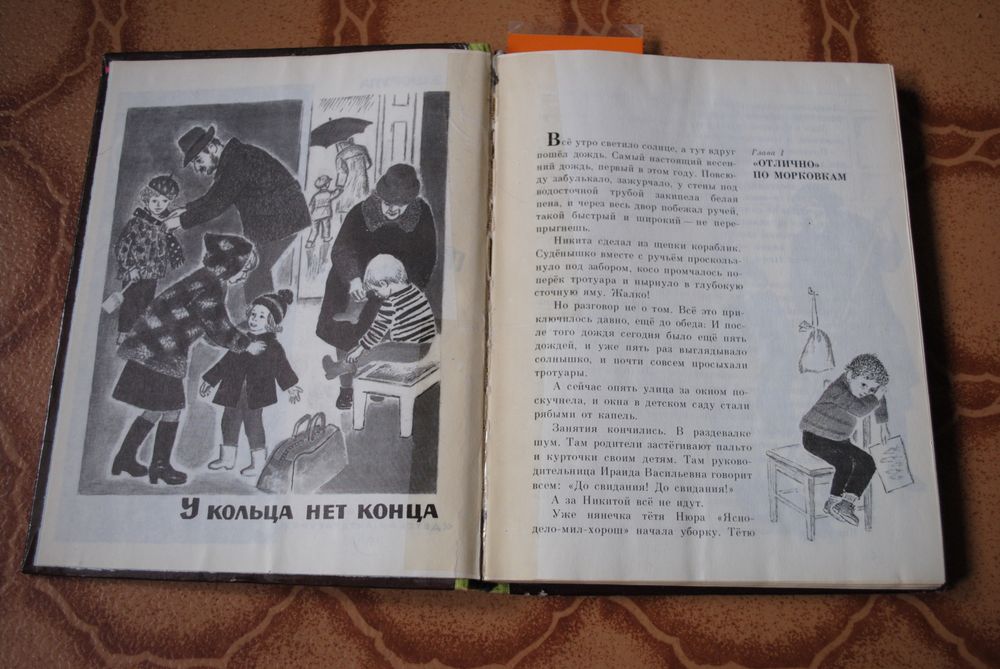 У КОЛЬЦА НЕТ КОНЦА
Глава 1
«ОТЛИЧНО»
ПО МОРКОВКАМ
Всё утро светило солнце, а тут вдруг
пошёл дождь. Самый настоящий весен-
ний дождь, первый в этом году. Повсю-
ду забулькало, зажурчало, у стены под
водосточной трубой закипела белая
пена, и через весь двор побежал ручей,
такой быстрый и широкий — не пере-
прыгнешь.
Никита сделал из щепки кораблик.
Судёнышко вместе с ручьём проскольз-
нуло под забором, косо промчалось по-
перёк тротуара и нырнуло в глубокую
сточную яму. Жалко!
Но разговор не о том. Всё это при-
ключилось давно, ещё до обеда. И пос-
ле того дождя сегодня было ещё пять
дождей, и уже пять раз выглядывало
солнышко, и почти совсем просыхали
тротуары.
А сейчас опять улица за окном по-
скучнела, и окна в детском саду стали
рябыми от капель.
Занятия кончились. В раздевалке
шум. Там родители застёгивают пальто
и курточки своим детям. Там руково-
дительница Ираида Васильевна говорит
всем: «До свидания! До свидания!»
А за Никитой всё не идут.
Уже нянечка тётя Нюра «Ясно-
дело-мил-хорош» начала уборку. Тётю